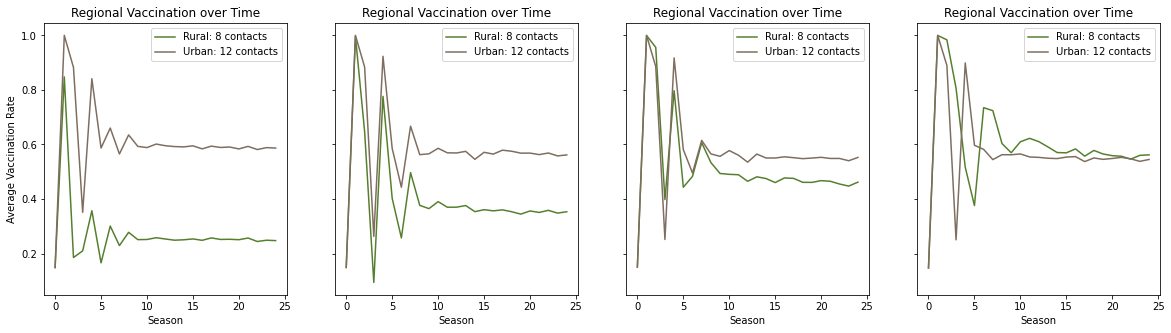 Regional Vaccination over Time
Rural: 8 contacts
Urban: 12 contacts
1.0
0.8
0.6
0.4
0.2
Average Vaccination Rate
0 5 10 15 20 25
Season
Regional Vaccination over Time
Rural: 8 contacts
Urban: 12 contacts
0 5 10 15 20 25
Season
Regional Vaccination over Time
Rural: 8 contacts
Urban: 12 contacts
0 5 10 15 20 25
Season
Regional Vaccination over Time
Rural: 8 contacts
Urban: 12 contacts
0 5 10 15 20 25
Season